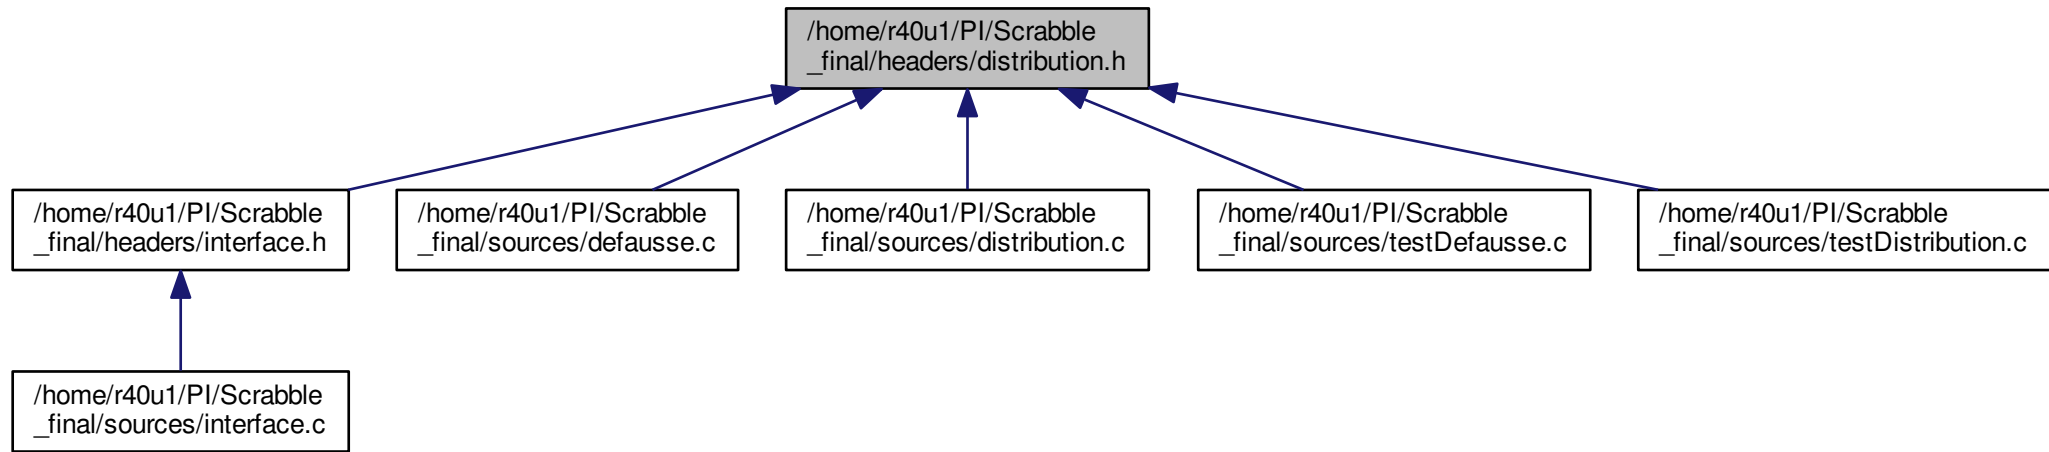 /home/r40u1/PI/Scrabble
_final/headers/distribution.h
/home/r40u1/PI/Scrabble
_final/headers/interface.h
/home/r40u1/PI/Scrabble
_final/sources/defausse.c
/home/r40u1/PI/Scrabble
_final/sources/distribution.c
/home/r40u1/PI/Scrabble
_final/sources/testDefausse.c
/home/r40u1/PI/Scrabble
_final/sources/testDistribution.c
/home/r40u1/PI/Scrabble
_final/sources/interface.c